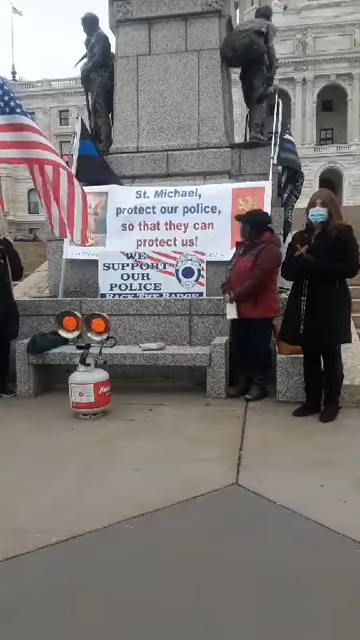 St. Michael,
protect our police,
so that they can
protect us!
WE
SUPPORT
OUR
POLICE
BACK THE BADGE